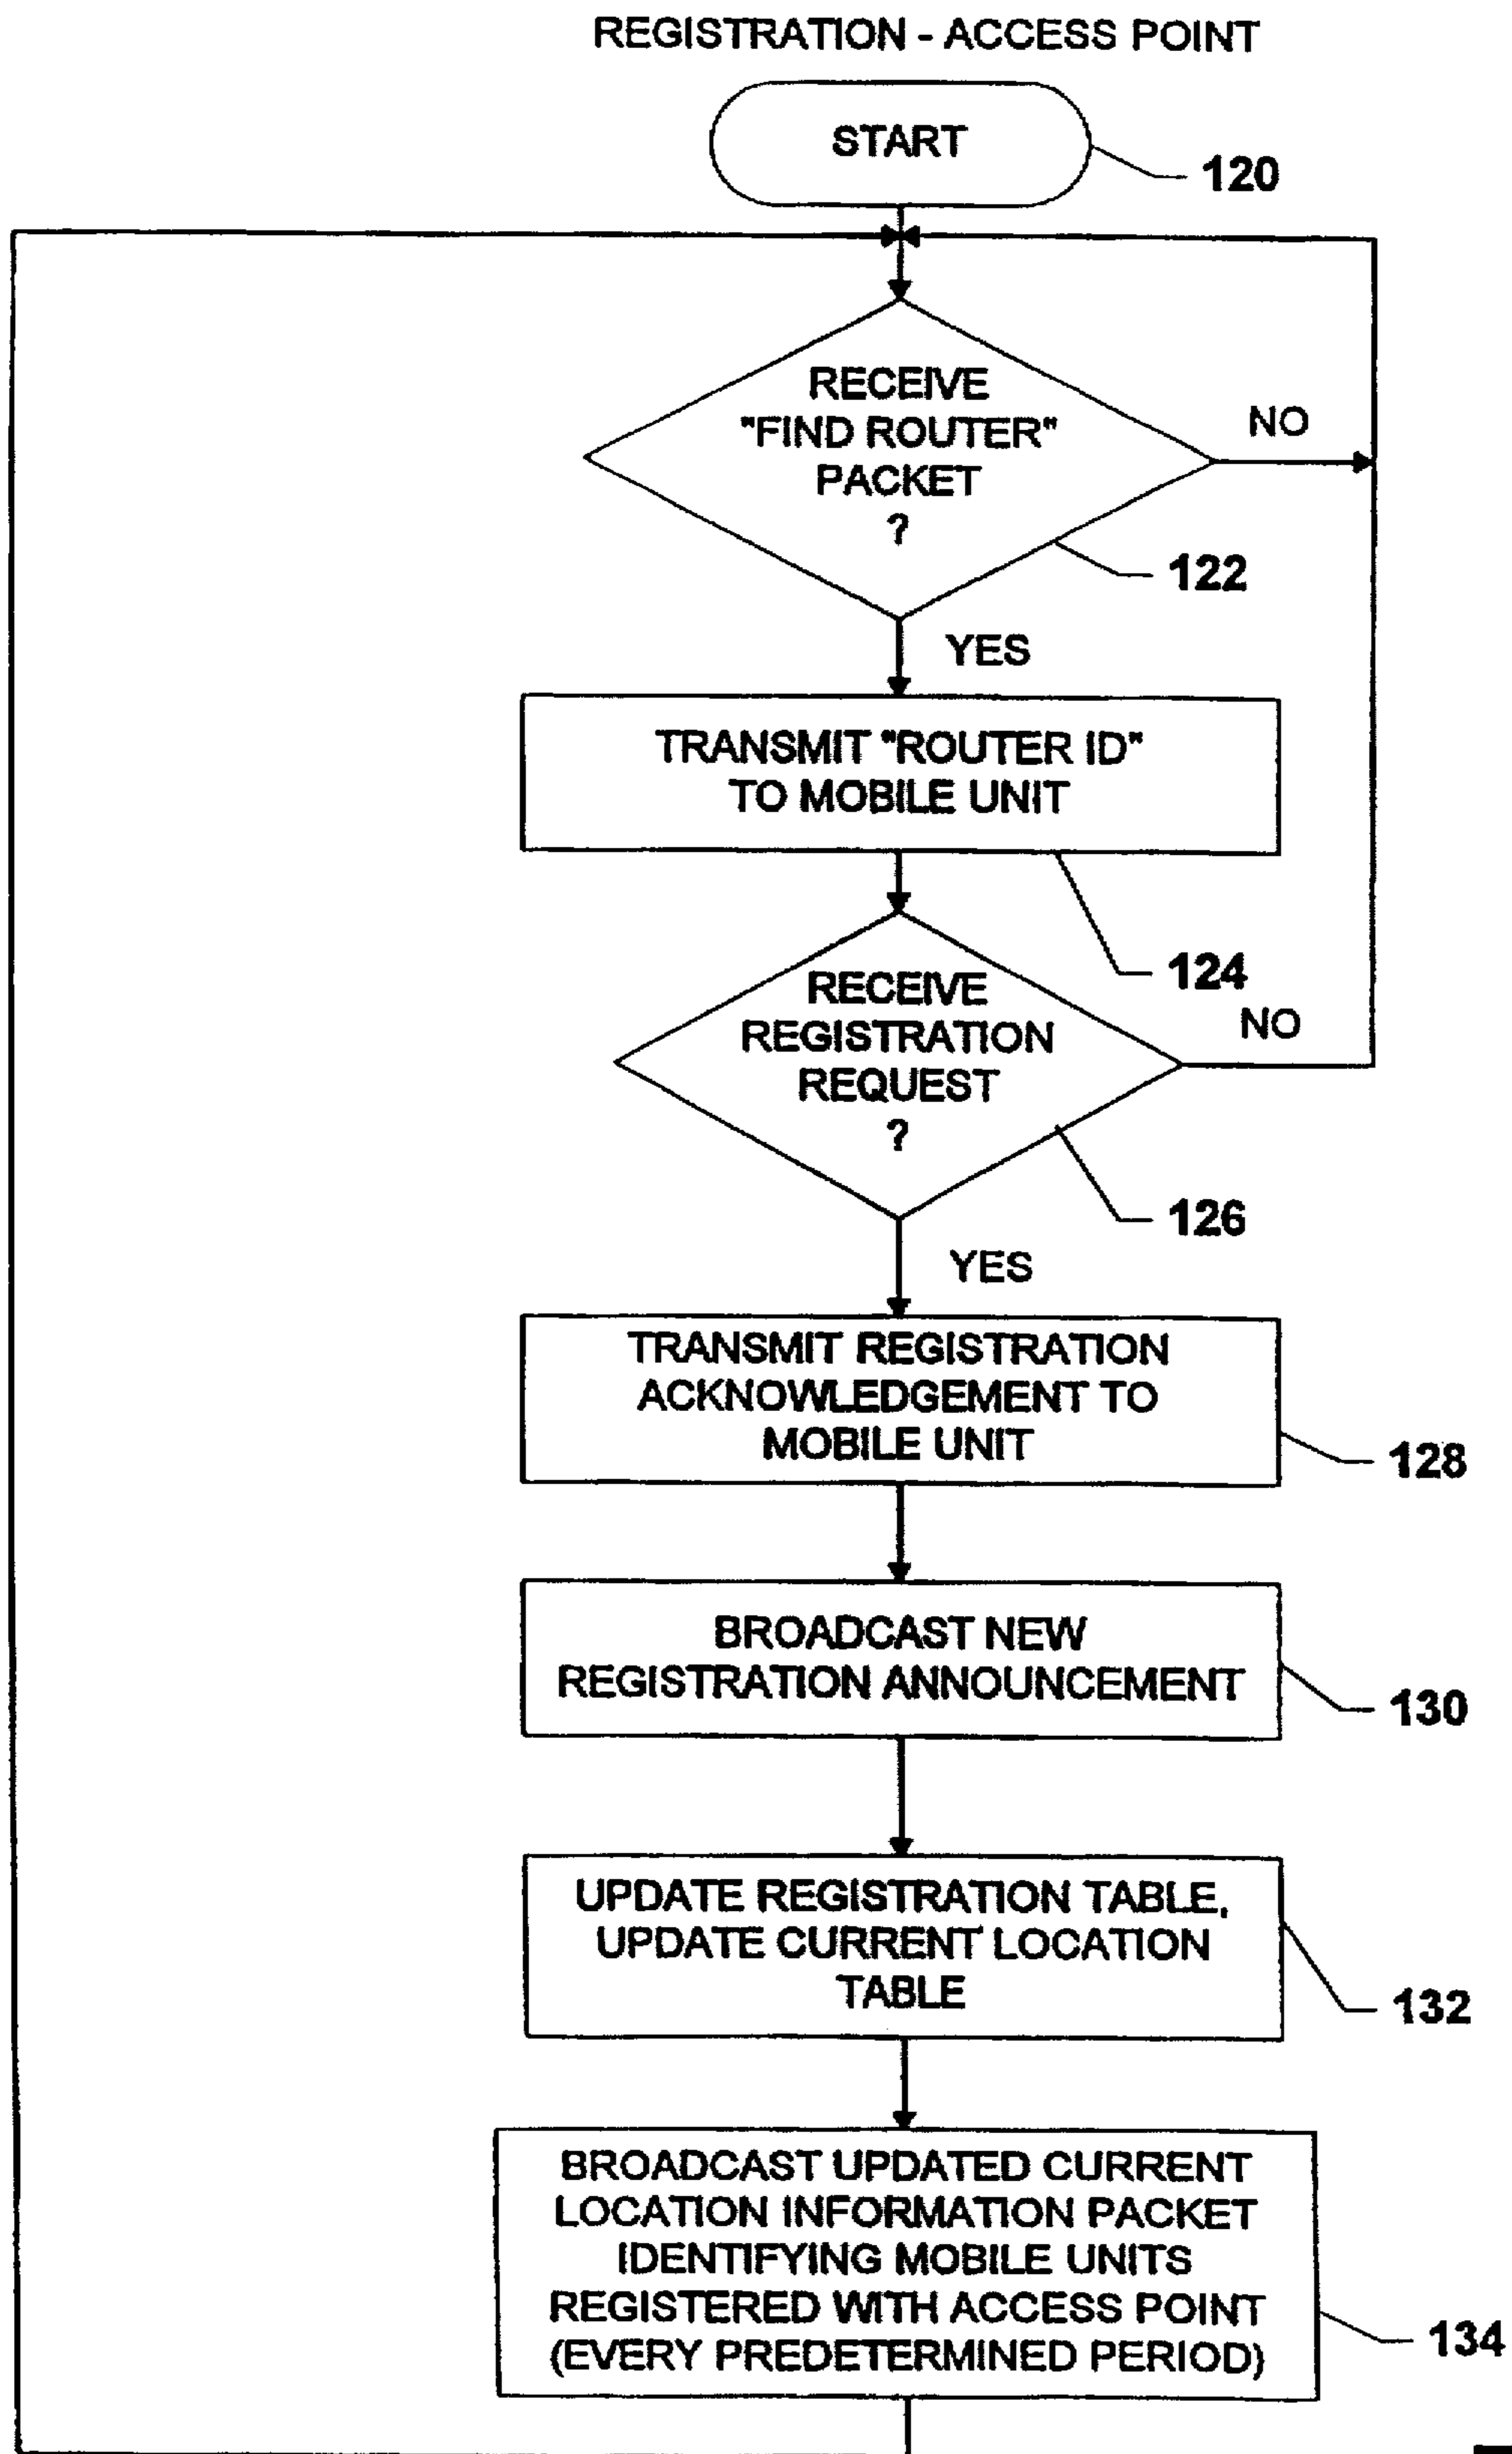 REGISTRATION - ACCESS POINT
START
120
RECEIVE
"FIND ROUTER"
PACKET
?
NO
122
YES
TRANSMIT "ROUTER ID"
TO MOBILE UNIT
124
RECEIVE
REGISTRATION
REQUEST
?
NO
126
YES
TRANSMIT REGISTRATION
ACKNOWLEDGEMENT TO
MOBILE UNIT
128
BROADCAST NEW
REGISTRATION ANNOUNCEMENT
130
UPDATE REGISTRATION TABLE,
UPDATE CURRENT LOCATION
TABLE
132
BROADCAST UPDATED CURRENT
LOCATION INFORMATION PACKET
IDENTIFYING MOBILE UNITS
REGISTERED WITH ACCESS POINT
(EVERY PREDETERMINED PERIOD)
134